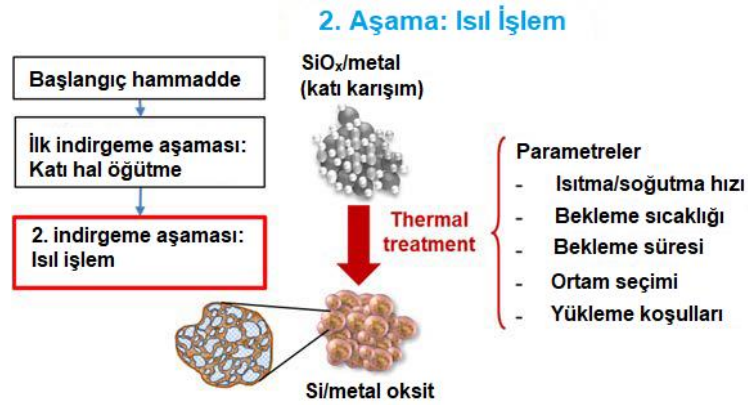 2. Aşama: Isıl İşlem
Başlangıç hammadde
İlk indirgeme aşaması:
Katı hal öğütme
2. indirgeme aşaması:
Isıl işlem
SiOₓ/metal
(katı karışım)
Thermal
treatment
Si/metal oksit
Parametreler
- Isıtma/soğutma hızı
- Bekleme sıcaklığı
- Bekleme süresi
- Ortam seçimi
- Yükleme koşulları